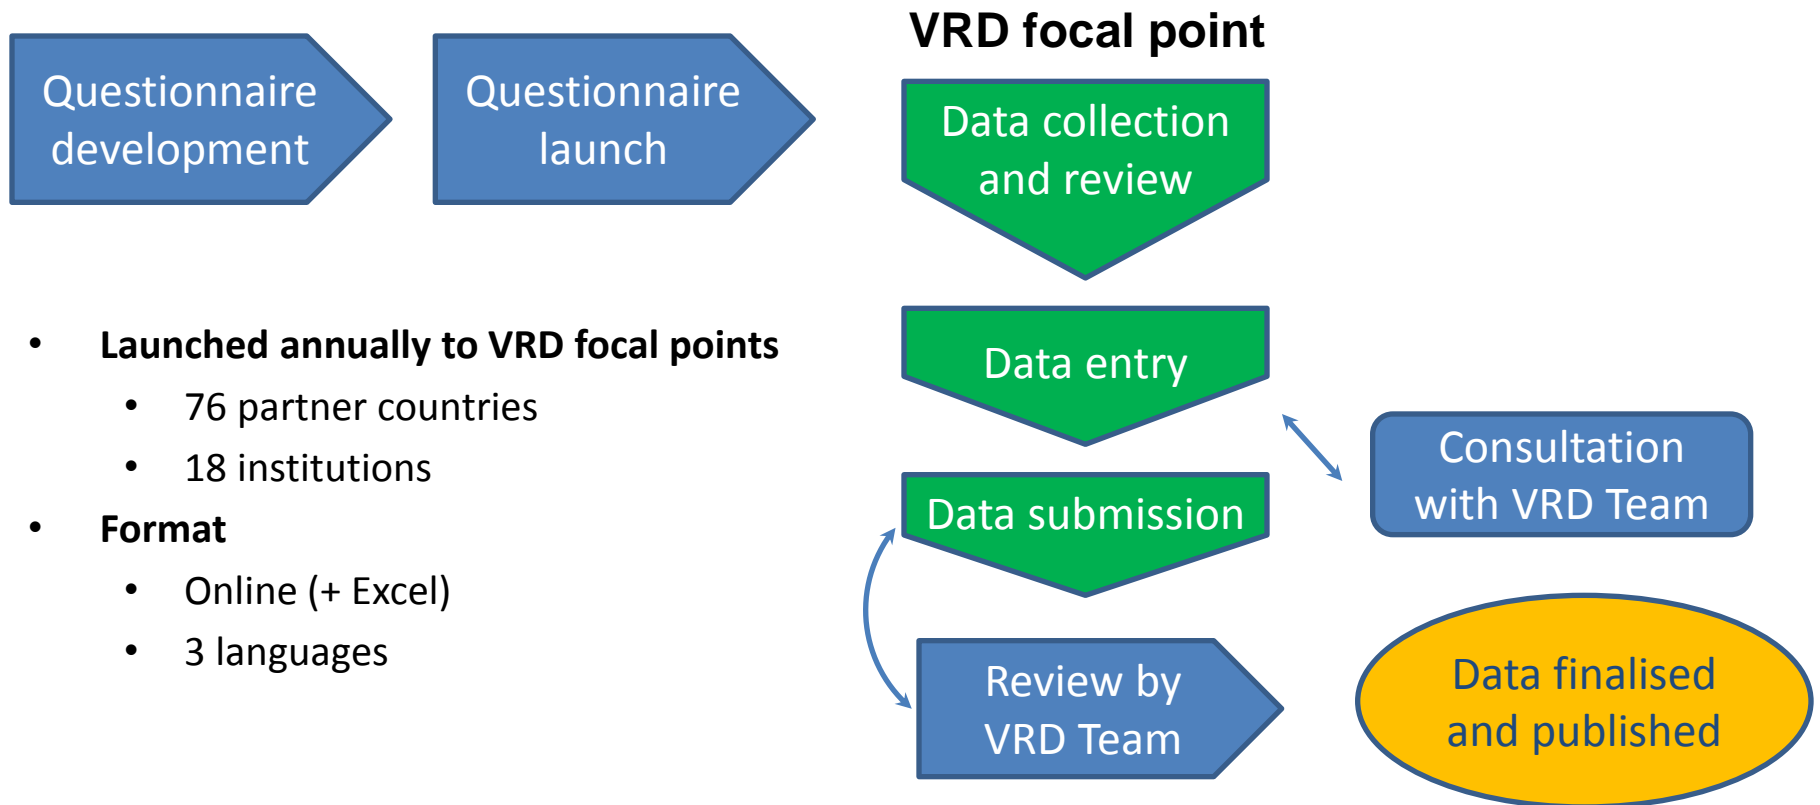 Questionnaire
development
Questionnaire
launch
VRD focal point
Data collection
and review
• Launched annually to VRD focal points
• 76 partner countries
• 18 institutions
• Format
• Online (+ Excel)
• 3 languages
Data entry
Consultation
with VRD Team
Data submission
Review by
VRD Team
Data finalised
and published